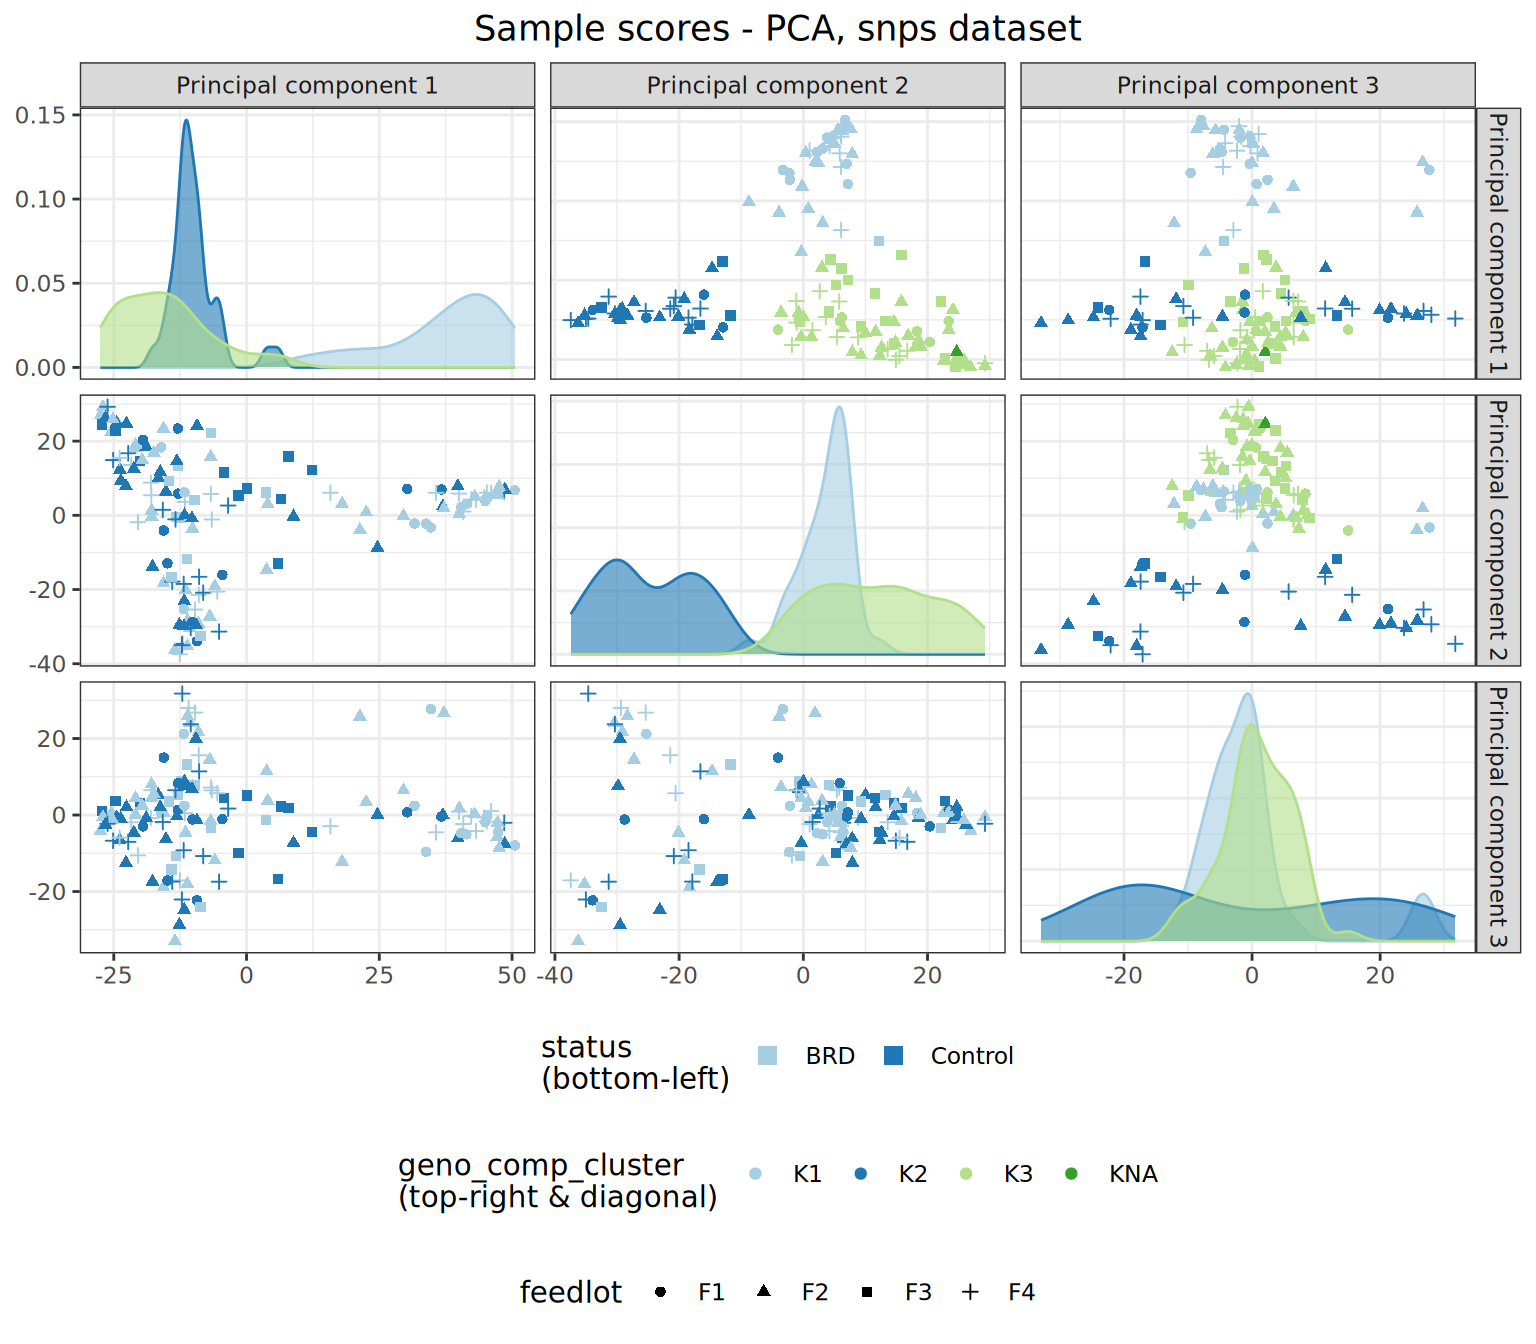 Sample scores - PCA, snps dataset
Principal component 1
Principal component 2
Principal component 3
0.15
0.10
0.05
0.00
Principal component 1
20
0
-20
-40
Principal component 2
20
0
-20
Principal component 3
-25 0 25 50
-40 -20 0 20
-20 0 20
status
(bottom-left)
BRD Control
geno_comp_cluster
(top-right & diagonal)
K1 K2 K3 KNA
feedlot F1 F2 F3 F4